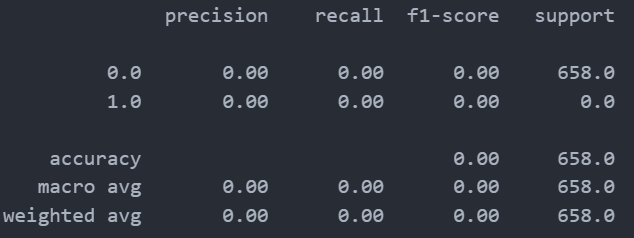 precision recall f1-score support
0.0 0.00 0.00 0.00 658.0
1.0 0.00 0.00 0.00 0.0
accuracy 0.00 658.0
macro avg 0.00 0.00 0.00 658.0
weighted avg 0.00 0.00 0.00 658.0